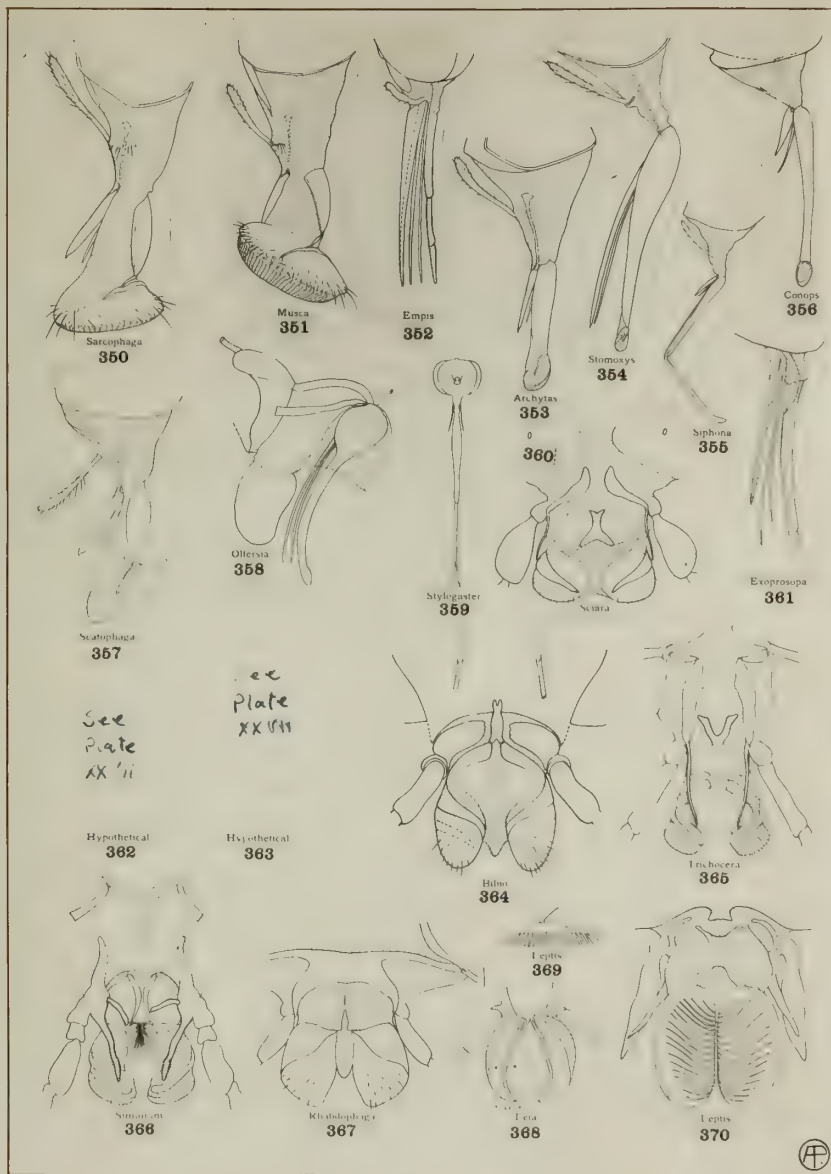 Sarcophaga
350
Musca
351
Empis
352
Archytas
353
Stomoxys
354
Siphona
355
Conops
356
Scatophaga
357
Olfersia
358
Stylogaster
359
360
Sciara
Exoprosopa
361
See
Plate
Hypothetical
362
Plate
XXVIII
Hypothetical
363
364
Trichocera
365
Simulium
366
Rhabdophaga
367
368
Leptis
369
Leptis
370